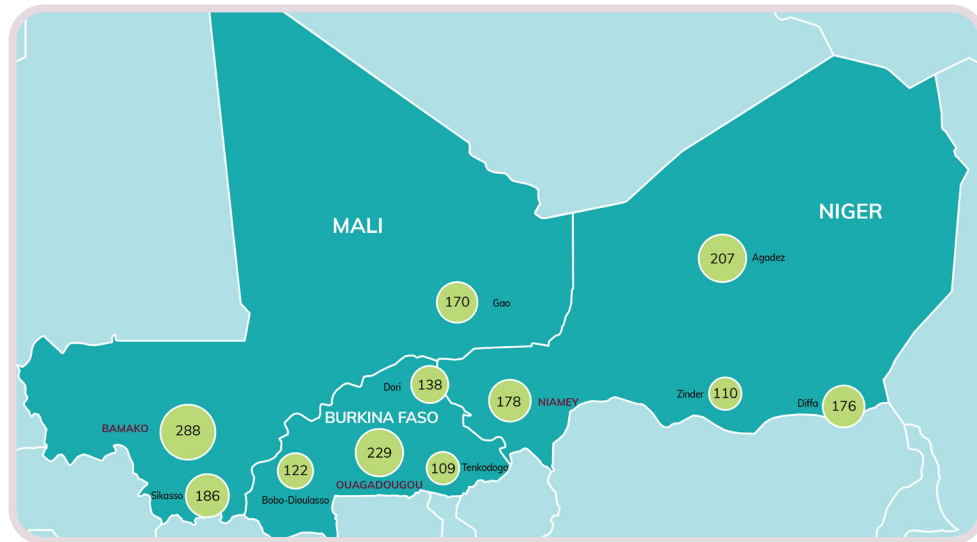 NIGER
MALI
207
Agadez
170
Gao
Dori
138
Zinder
110
178
NIAMEY
Diffa
176
BURKINA FASO
BAMAKO
288
229
122
109
Tenkodogo
OUAGADOUGOU
Sikasso
186
Bobo-Dioulasso